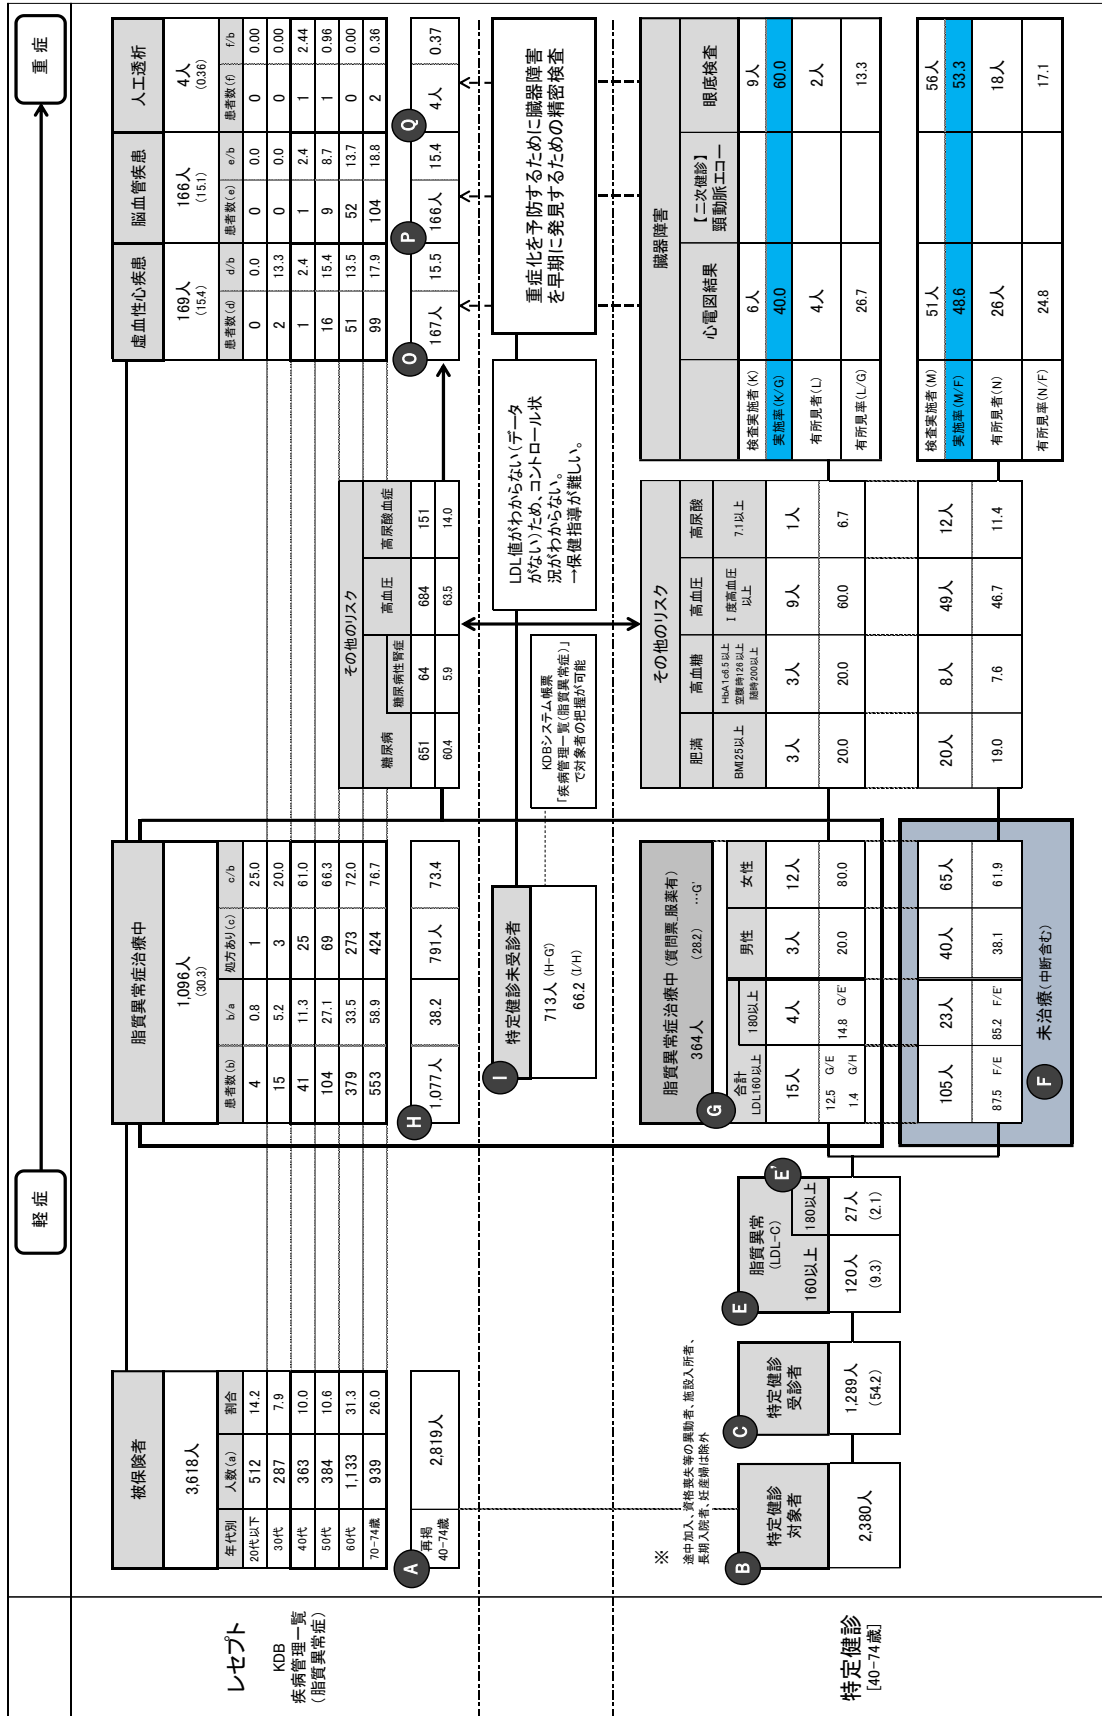 軽症
重症
レセプト
KDB
疾病管理一覧
(脂質異常症)
被保険者
3,618人
年代別 人数(a) 割合
20代以下 512 14.2
30代 287 7.9
40代 363 10.0
50代 384 10.6
60代 1,133 31.3
70-74歳 939 26.0
A
再掲
40-74歳
2,819人
脂質異常症治療中
1,096人
(30.3)
患者数(b) b/a 処方あり(c) c/b
4 0.8 1 25.0
15 5.2 3 20.0
41 11.3 25 61.0
104 27.1 69 66.3
379 33.5 273 72.0
553 58.9 424 76.7
H
1,077人 38.2 791人 73.4
その他のリスク
糖尿病 糖尿病性腎症 高血圧 高尿酸血症
651 64 684 151
60.4 5.9 63.5 14.0
虚血性心疾患 脳血管疾患 人工透析
169人 166人 4人
(15.4) (15.1) (0.36)
患者数(d) d/b 患者数(e) e/b 患者数(f) f/b
0 0.0 0 0.0 0 0.00
2 13.3 0 0.0 0 0.00
1 2.4 1 2.4 1 2.44
16 15.4 9 8.7 1 0.96
51 13.5 52 13.7 0 0.00
99 17.9 104 18.8 2 0.36
O P Q
167人 15.5 166人 15.4 4人 0.37
I
特定健診未受診者
713人 (H-G')
66.2 (I/H)
KDBシステム帳票
「疾病管理一覧(脂質異常症)」
で対象者の把握が可能
LDL値がわからない(データ
がない)ため、コントロール状
況がわからない。
→保健指導が難しい。
重症化を予防するために臓器障害
を早期に発見するための精密検査
特定健診
[40-74歳]
※
途中加入、資格喪失等の異動者、施設入所者、
長期入院者、妊産婦は除外
B
特定健診
対象者
2,380人
C
特定健診
受診者
1,289人
(54.2)
E
脂質異常
(LDL-C)
E'
160以上 180以上
120人 27人
(9.3) (2.1)
脂質異常症治療中(質問票_服薬有)
364人 (28.2) …G'
G
合計
LDL160以上
180以上 男性 女性
15人 4人 3人 12人
12.5 G/E 14.8 G/E' 20.0 80.0
1.4 G/H
105人 23人 40人 65人
87.5 F/E 85.2 F/E' 38.1 61.9
F
未治療(中断含む)
その他のリスク
肥満 高血糖 高血圧 高尿酸
BMI25以上
HbA1c6.5以上
空腹時126以上
随時200以上
Ⅰ度高血圧
以上
7.1以上
3人 3人 9人 1人
20.0 20.0 60.0 6.7
20人 8人 49人 12人
19.0 7.6 46.7 11.4
臓器障害
心電図結果
【二次健診】
頸動脈エコー
眼底検査
検査実施者(K) 6人 9人
実施率(K/G) 40.0 60.0
有所見者(L) 4人 2人
有所見率(L/G) 26.7 13.3
検査実施者(M) 51人 56人
実施率(M/F) 48.6 53.3
有所見者(N) 26人 18人
有所見率(N/F) 24.8 17.1